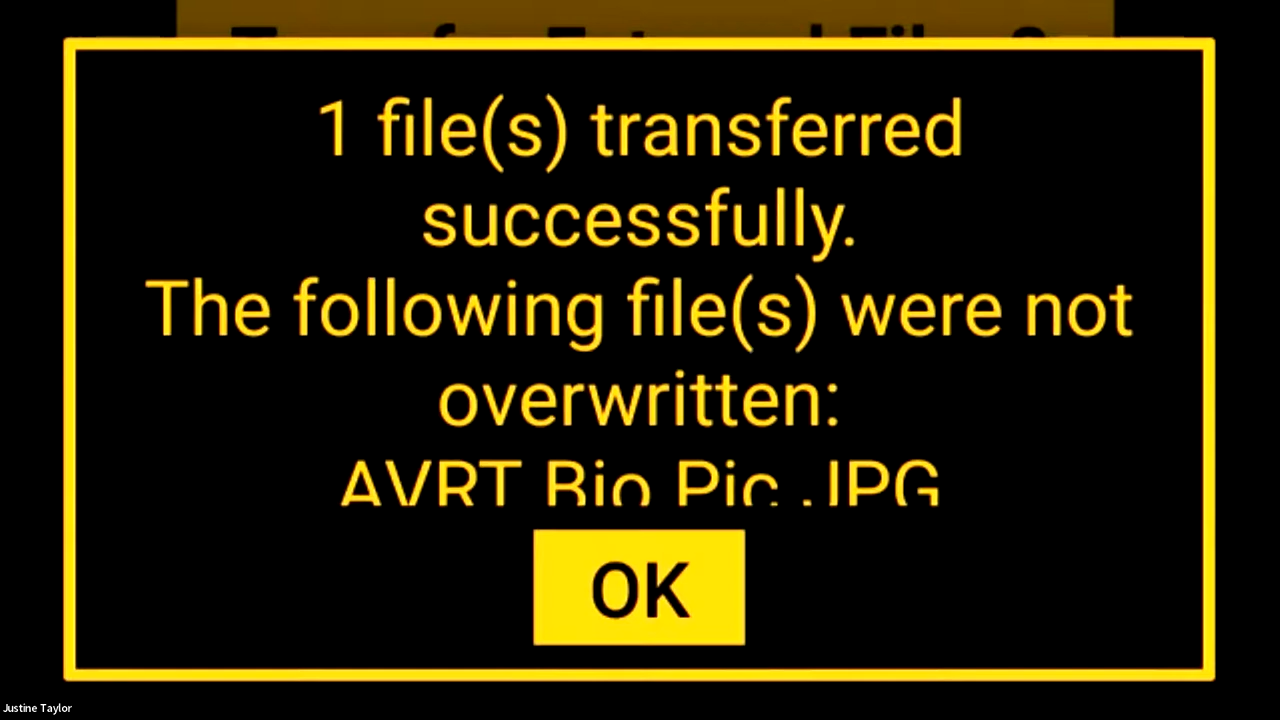 1 file(s) transferred
successfully.
The following file(s) were not
overwritten:
AVRT Bio Pic.JPG
OK
Justine Taylor